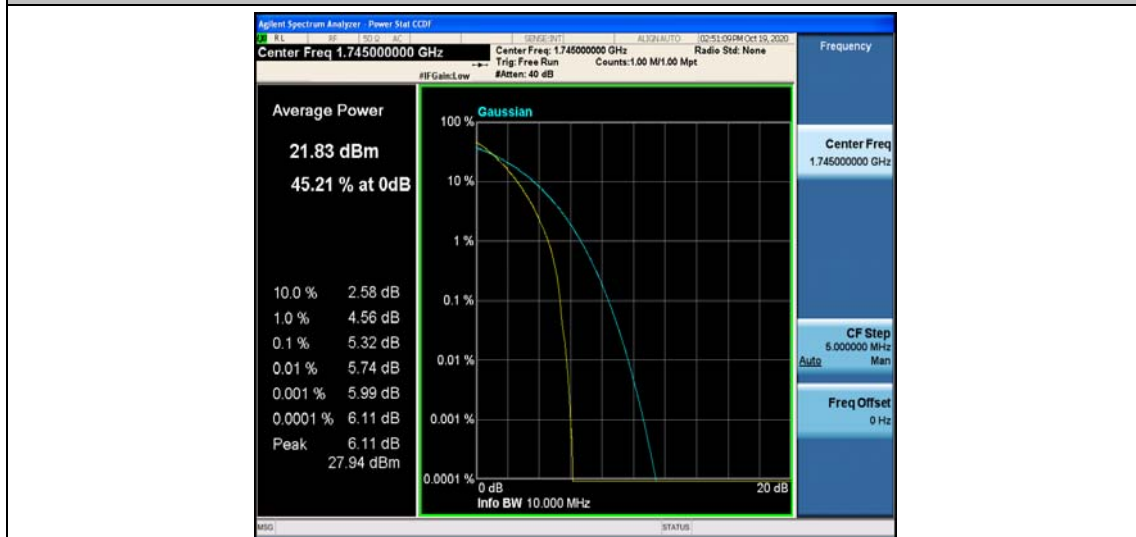 Agilent Spectrum Analyzer - Power Stat CCDF
RL RF 50 Ω AC SENSE:INT ALIGN AUTO 02:51:09 PM Oct 19, 2020
Center Freq 1.745000000 GHz
Center Freq: 1.745000000 GHz Radio Std: None
Trig: Free Run Counts:1.00 M/1.00 Mpt
#IFGain:Low #Atten: 40 dB
Frequency
Average Power
21.83 dBm
45.21 % at 0dB
10.0 % 2.58 dB
1.0 % 4.56 dB
0.1 % 5.32 dB
0.01 % 5.74 dB
0.001 % 5.99 dB
0.0001 % 6.11 dB
Peak 6.11 dB
27.94 dBm
Gaussian
100 %
10 %
1 %
0.1 %
0.01 %
0.001 %
0.0001 %
0 dB 20 dB
Info BW 10.000 MHz
Center Freq
1.745000000 GHz
CF Step
5.000000 MHz
Auto Man
Freq Offset
0 Hz
MSG STATUS